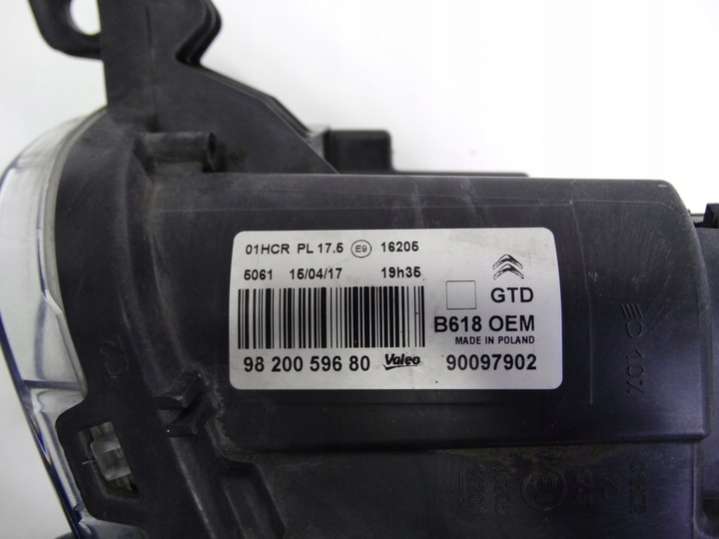 01HCR PL 17.5 E9 16205
5061 15/04/17 19h35
GTD
B618 OEM
MADE IN POLAND
98 200 596 80 Valeo 90097902
10%